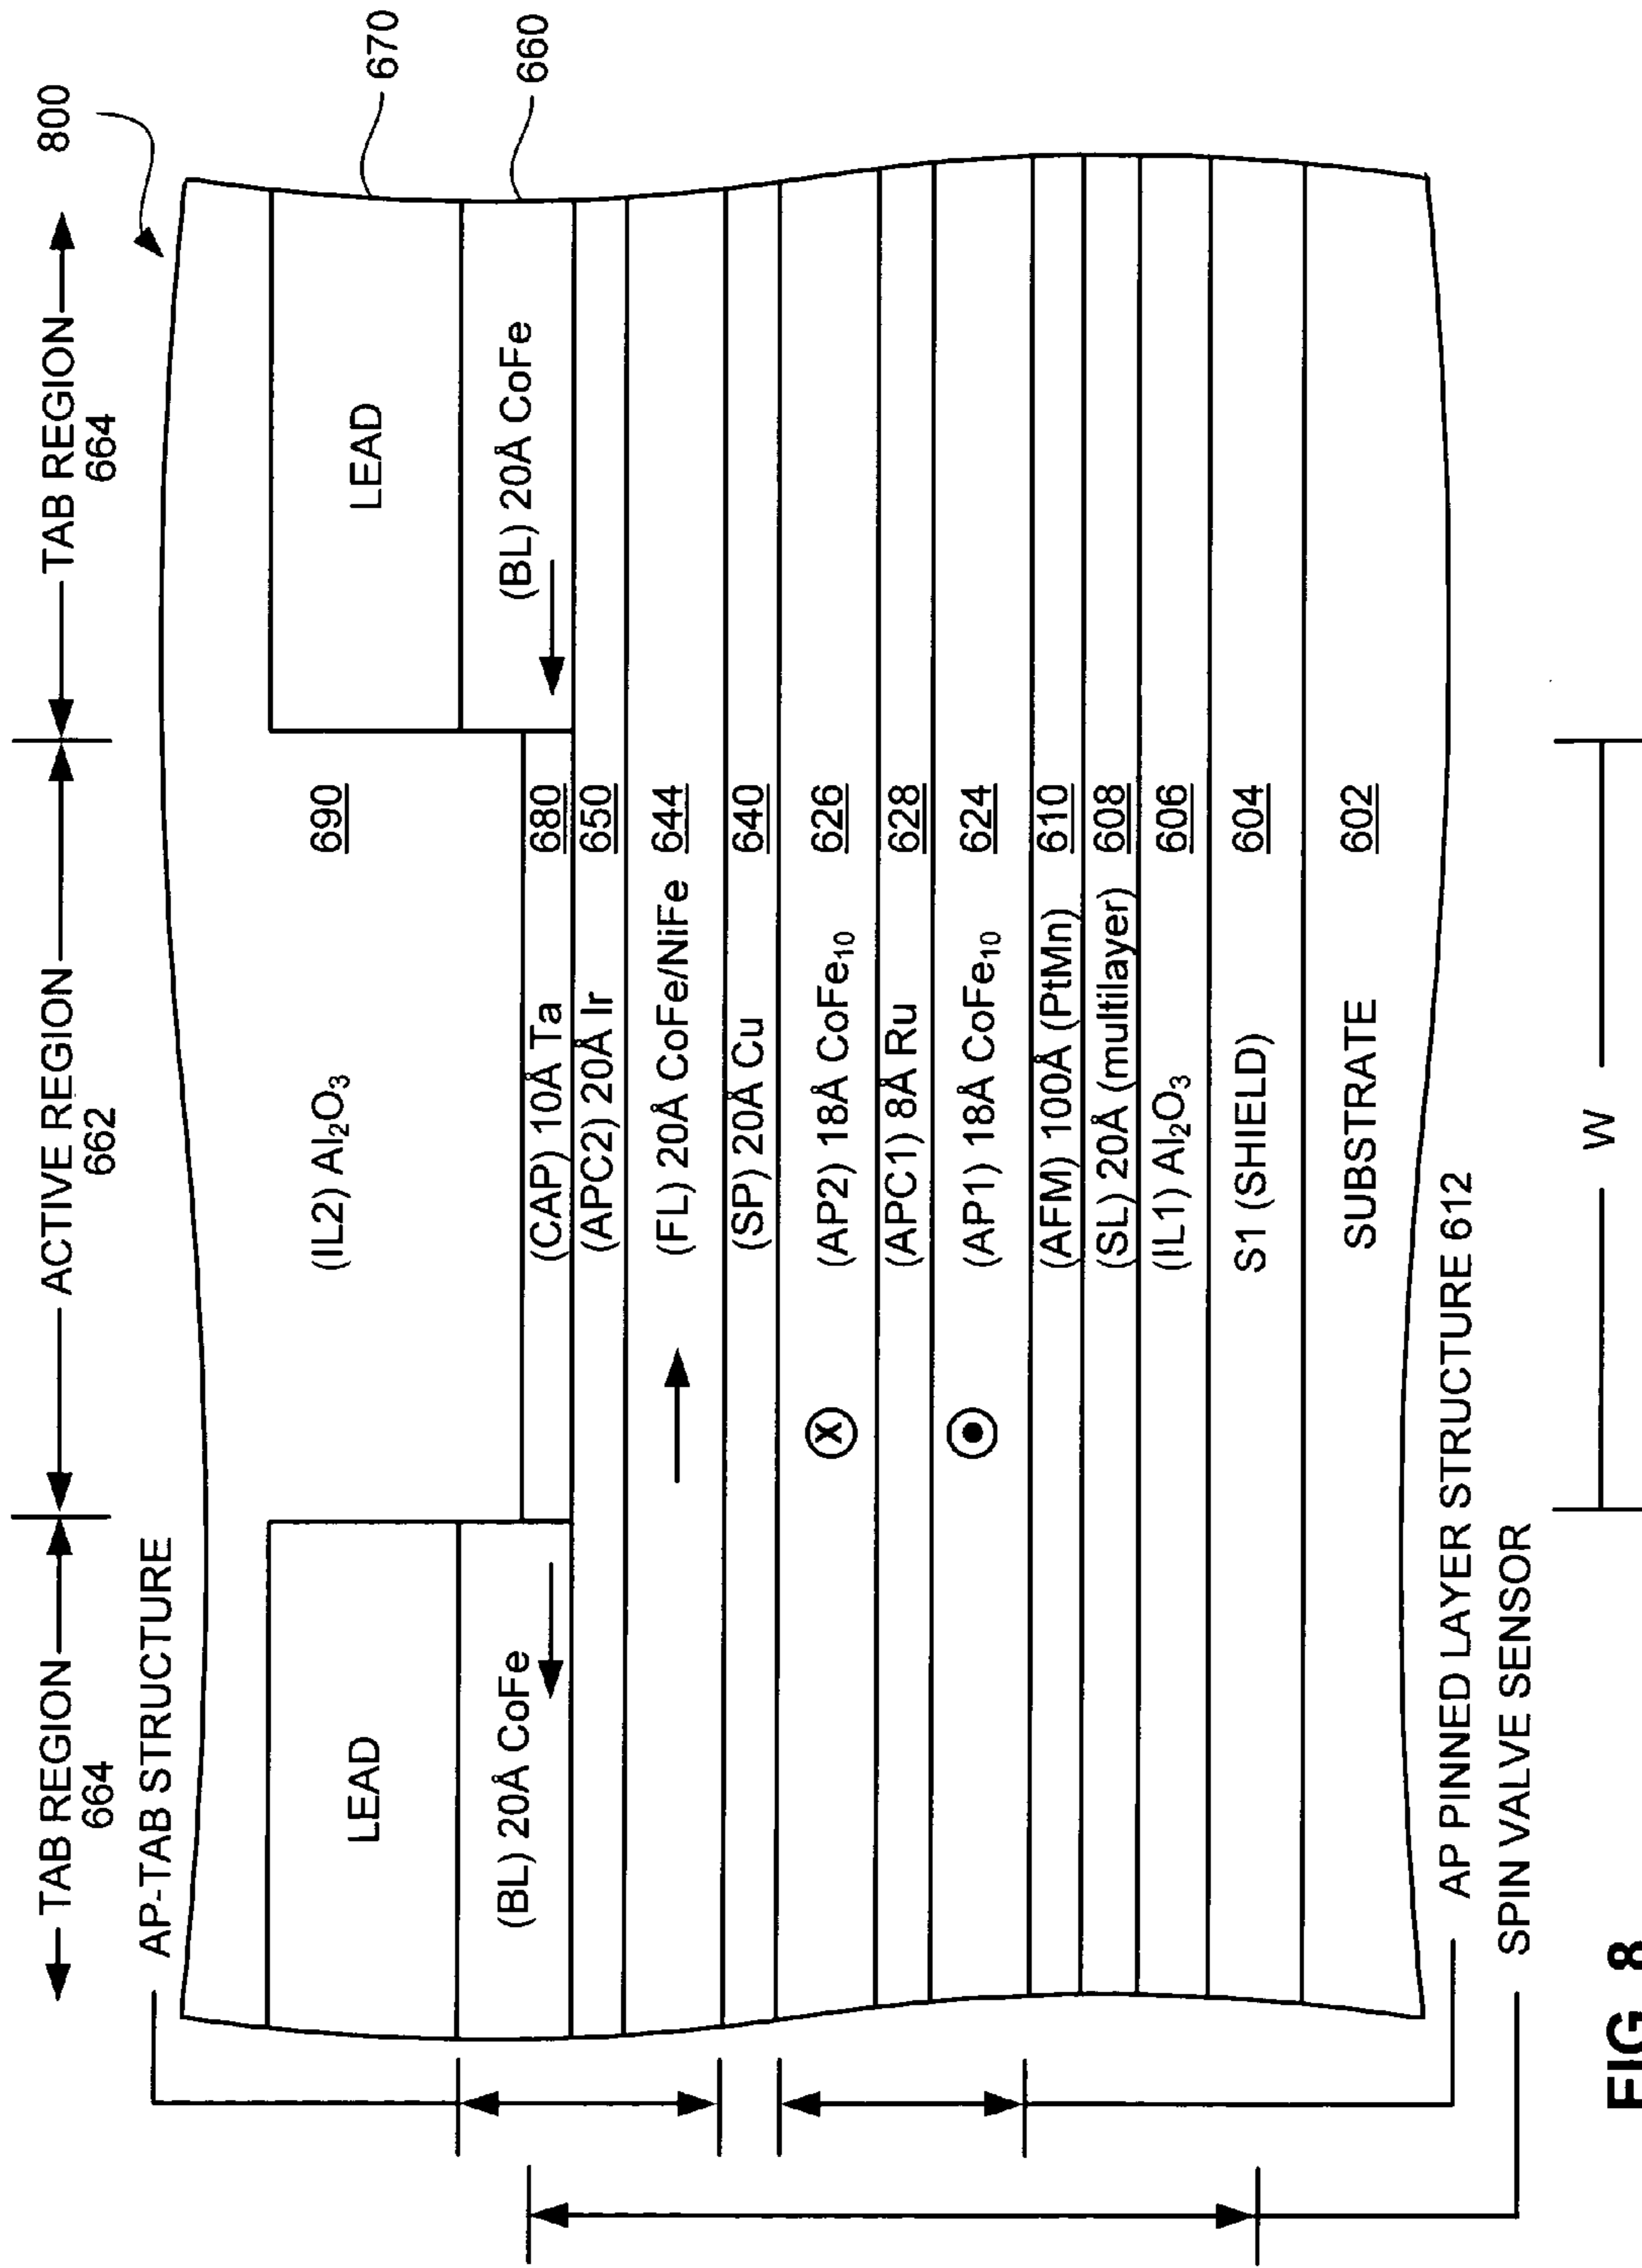 800
TAB REGION
664
ACTIVE REGION
662
TAB REGION
664
AP-TAB STRUCTURE
670
660
LEAD
(IL2) Al2O3
690
LEAD
(BL) 20Å CoFe
(BL) 20Å CoFe
(CAP) 10Å Ta 680
(APC2) 20Å Ir 650
(FL) 20Å CoFe/NiFe 644
(SP) 20Å Cu 640
(AP2) 18Å CoFe10 626
X
(APC1) 8Å Ru 628
(AP1) 18Å CoFe10 624
(AFM) 100Å (PtMn) 610
(SL) 20Å (multilayer) 608
(IL1) Al2O3 606
S1 (SHIELD) 604
SUBSTRATE 602
AP PINNED LAYER STRUCTURE 612
SPIN VALVE SENSOR
W
FIG. 8